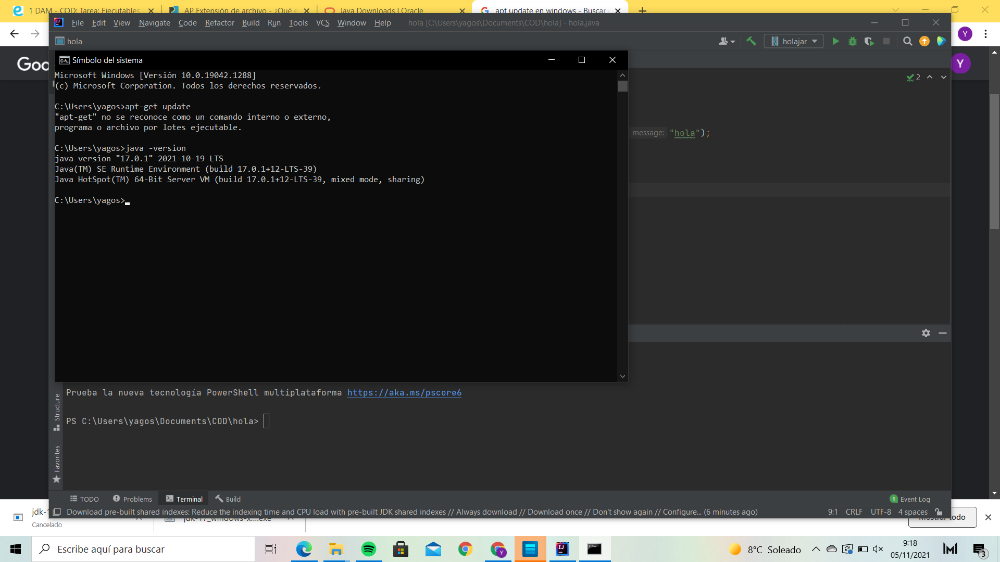 1 DAM - COD: Tarea: Ejecutables
AP Extensión de archivo - ¿Qué e
Java Downloads | Oracle
apt update en windows - Buscar
File Edit View Navigate Code Refactor Build Run Tools VCS Window Help hola [C:\Users\yagos\Documents\COD\hola] - hola.java
Y
hola
holajar
Goo
Y
Símbolo del sistema
Microsoft Windows [Versión 10.0.19042.1288]
(c) Microsoft Corporation. Todos los derechos reservados.
2
C:\Users\yagos>apt-get update
"apt-get" no se reconoce como un comando interno o externo,
programa o archivo por lotes ejecutable.
message: "hola");
C:\Users\yagos>java -version
java version "17.0.1" 2021-10-19 LTS
Java(TM) SE Runtime Environment (build 17.0.1+12-LTS-39)
Java HotSpot(TM) 64-Bit Server VM (build 17.0.1+12-LTS-39, mixed mode, sharing)
C:\Users\yagos>
Prueba la nueva tecnología PowerShell multiplataforma https://aka.ms/pscore6
PS C:\Users\yagos\Documents\COD\hola>
Structure
Favorites
TODO Problems Terminal Build
1 Event Log
Download pre-built shared indexes: Reduce the indexing time and CPU load with pre-built JDK shared indexes // Always download // Download once // Don't show again // Configure... (6 minutes ago)
9:1 CRLF UTF-8 4 spaces
jdk-1
Cancelado
jdk-17_windows-x....exe
Mostrar todo
Escribe aquí para buscar
8°C Soleado
9:18
05/11/2021
3